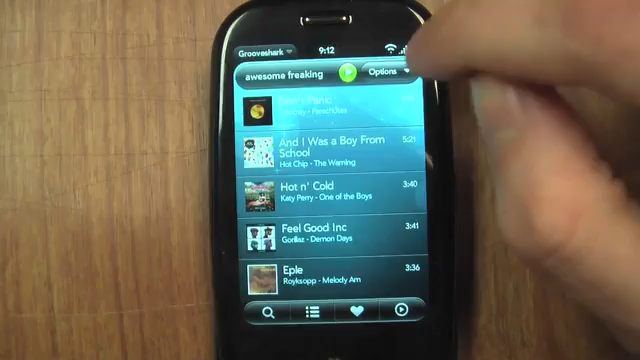 Grooveshark
9:12
awesome freaking
Options
Coldplay - Parachutes
And I Was a Boy From
School
5:21
Hot Chip - The Warning
Hot n' Cold
3:40
Katy Perry - One of the Boys
Feel Good Inc
3:41
Gorillaz - Demon Days
Eple
3:36
Royksopp - Melody Am